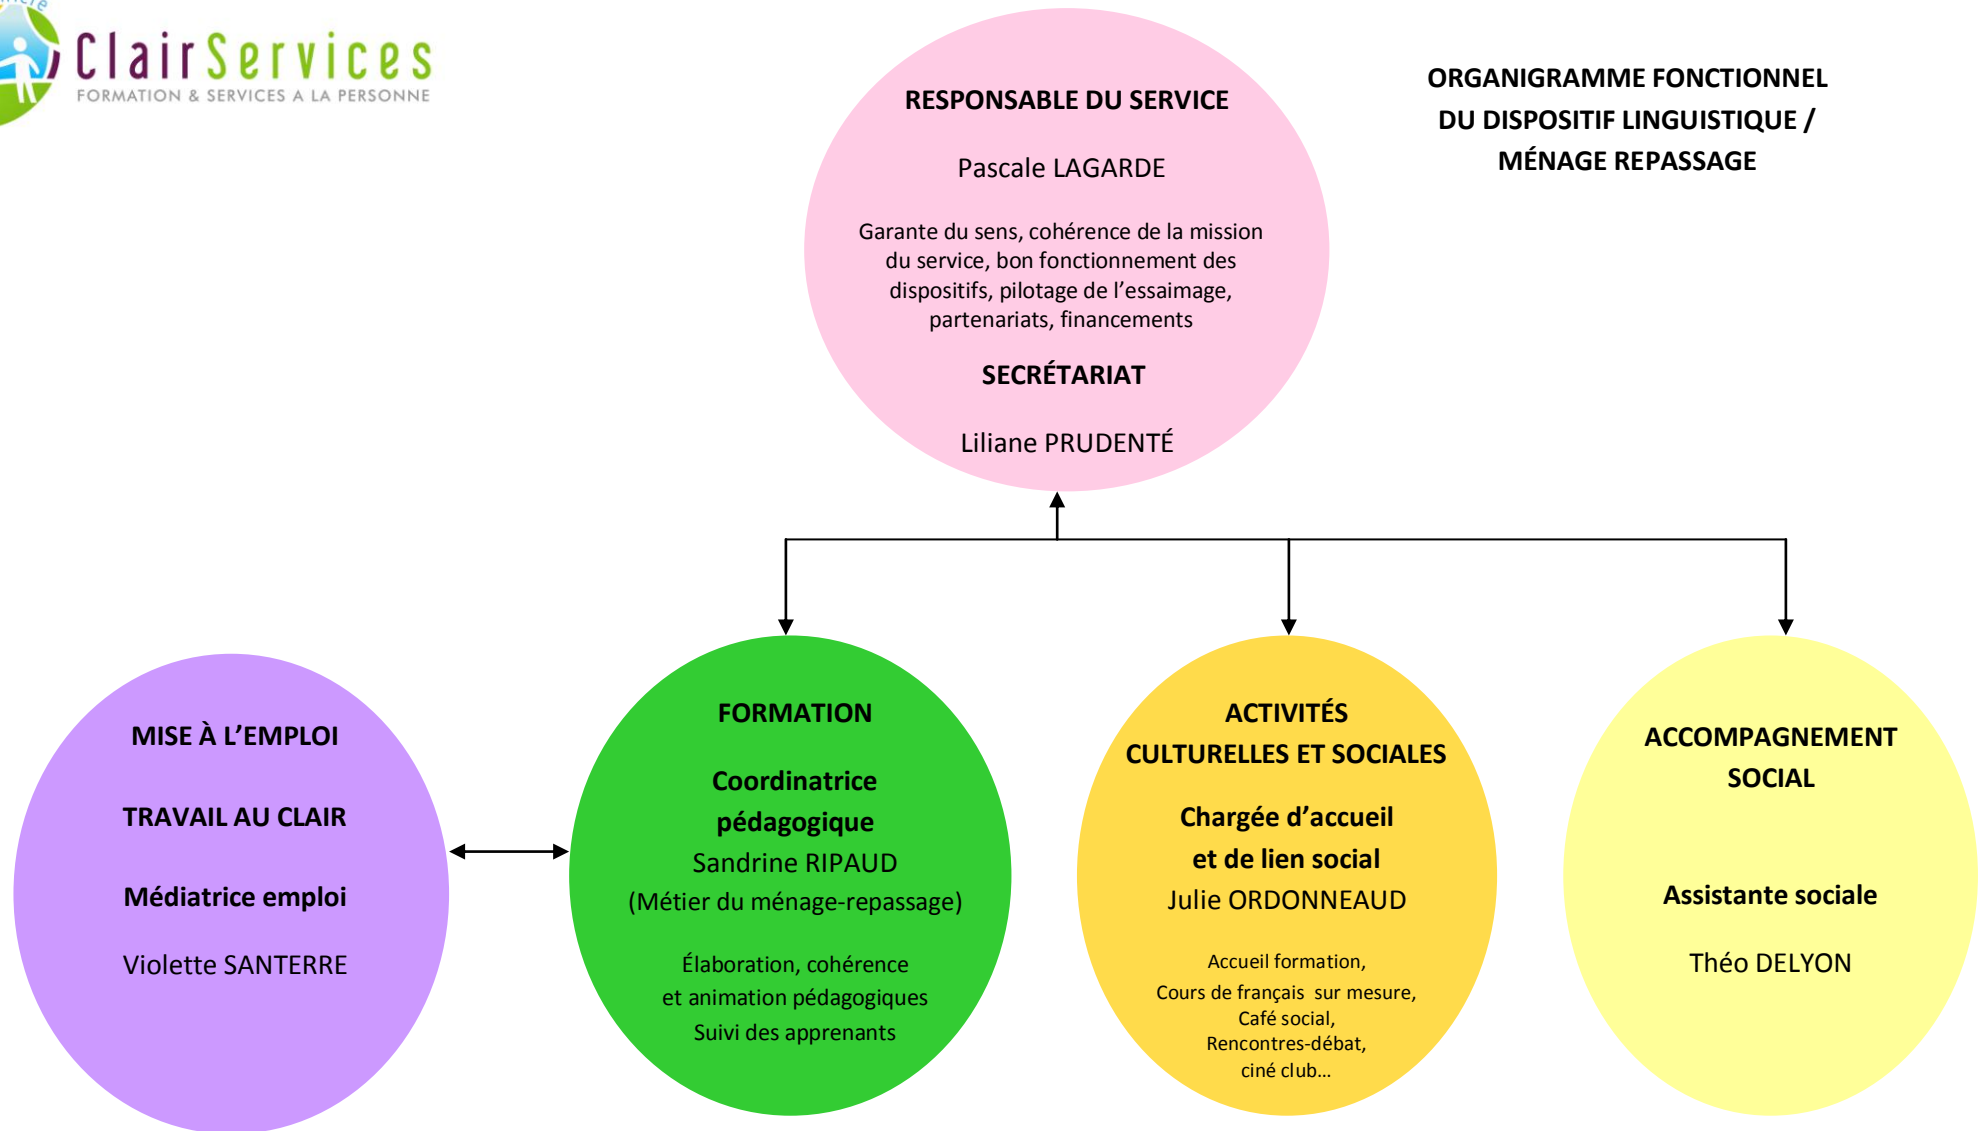 ClairServices
FORMATION & SERVICES A LA PERSONNE
ORGANIGRAMME FONCTIONNEL
DU DISPOSITIF LINGUISTIQUE /
MÉNAGE REPASSAGE
RESPONSABLE DU SERVICE
Pascale LAGARDE
Garante du sens, cohérence de la mission
du service, bon fonctionnement des
dispositifs, pilotage de l’essaimage,
partenariats, financements
SECRÉTARIAT
Liliane PRUDENTÉ
MISE À L’EMPLOI
TRAVAIL AU CLAIR
Médiatrice emploi
Violette SANTERRE
FORMATION
Coordinatrice
pédagogique
Sandrine RIPAUD
(Métier du ménage-repassage)
Élaboration, cohérence
et animation pédagogiques
Suivi des apprenants
ACTIVITÉS
CULTURELLES ET SOCIALES
Chargée d’accueil
et de lien social
Julie ORDONNEAUD
Accueil formation,
Cours de français sur mesure,
Café social,
Rencontres-débat,
ciné club…
ACCOMPAGNEMENT
SOCIAL
Assistante sociale
Théo DELYON